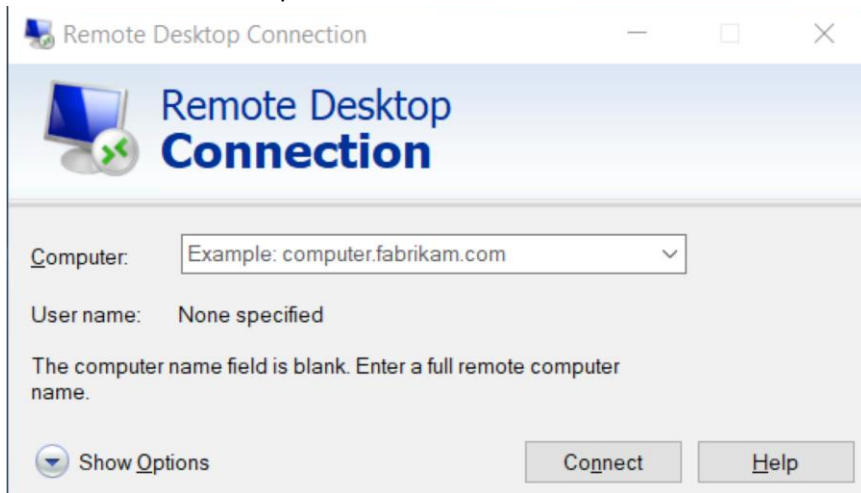 Remote Desktop Connection
Remote Desktop
Connection
Computer: Example: computer.fabrikam.com
User name: None specified
The computer name field is blank. Enter a full remote computer
name.
Show Options Connect Help